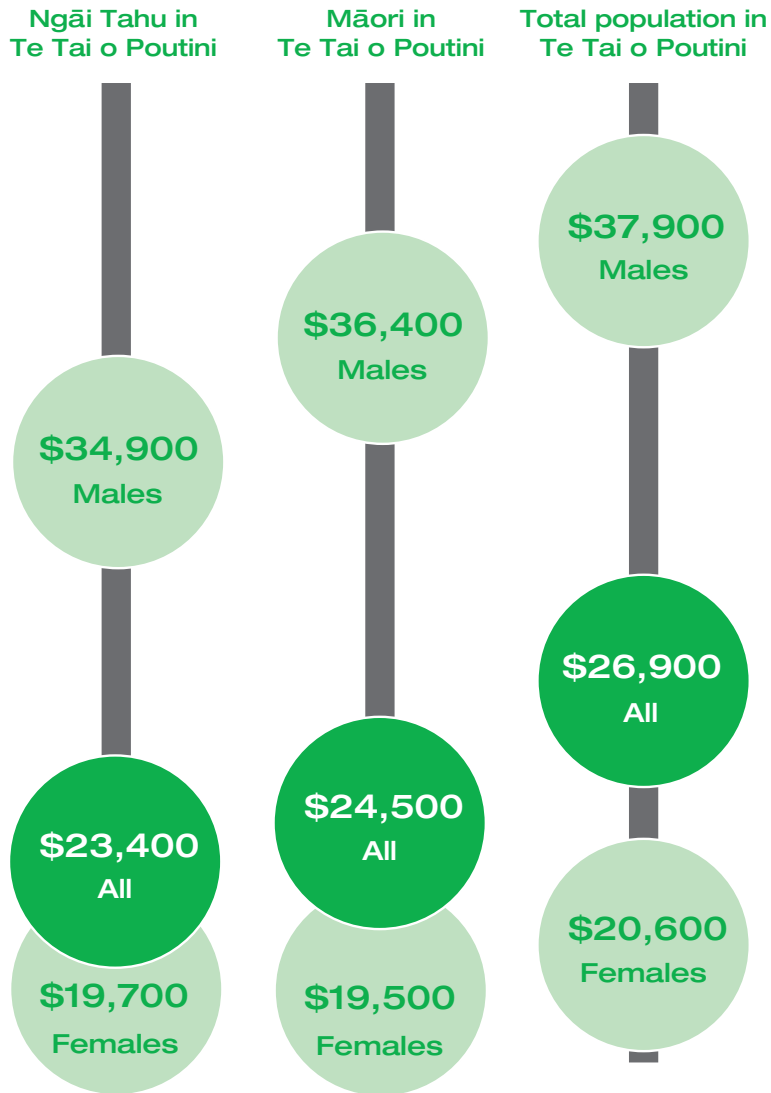 Ngāi Tahu in
Te Tai o Poutini
$34,900
Males
$23,400
All
$19,700
Females
Māori in
Te Tai o Poutini
$36,400
Males
$24,500
All
$19,500
Females
Total population in
Te Tai o Poutini
$37,900
Males
$26,900
All
$20,600
Females